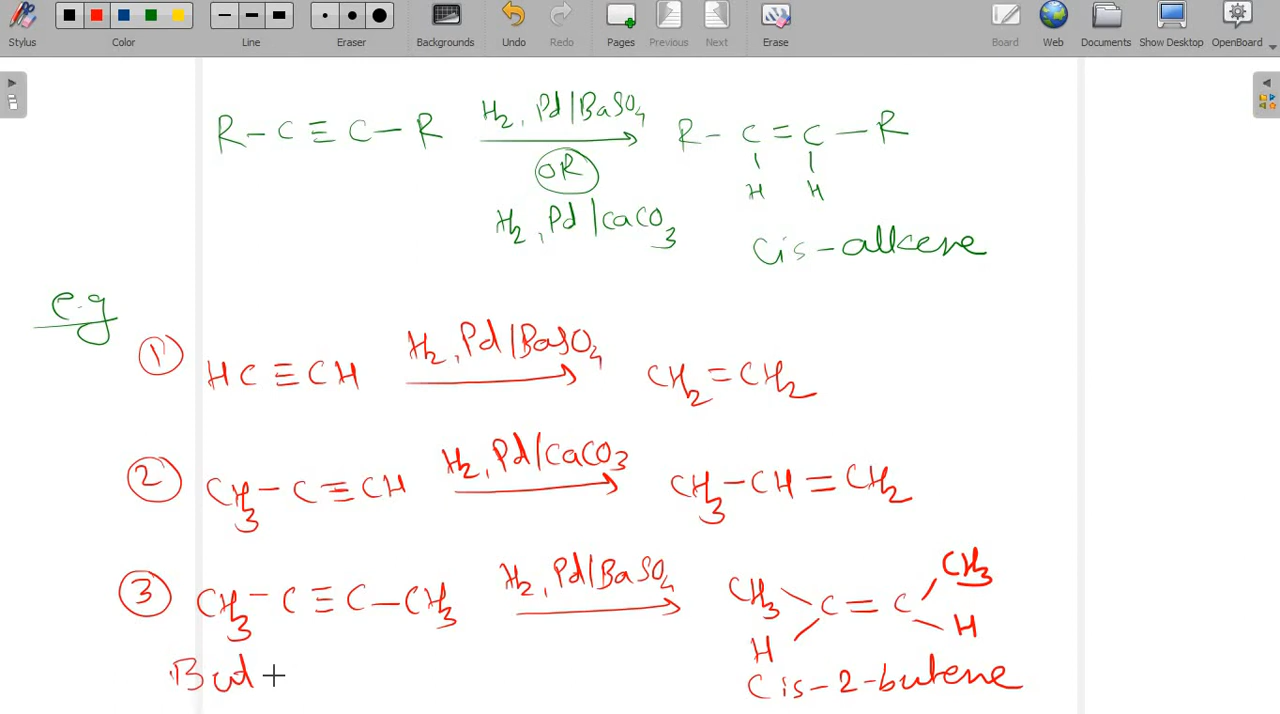 Stylus Color Line Eraser Backgrounds Undo Redo Pages Previous Next Erase Board Web Documents Show Desktop OpenBoard
R-C≡C-R H₂, Pd|BaSO₄ OR H₂, Pd|CaCO₃ R-C=C-R
H H
Cis-alkene
e.g
① HC≡CH H₂, Pd|BaSO₄ CH₂=CH₂
② CH₃-C≡CH H₂, Pd|CaCO₃ CH₃-CH=CH₂
③ CH₃-C≡C-CH₃ H₂, Pd|BaSO₄ CH₃ C=C CH₃
H H
But Cis-2-butene